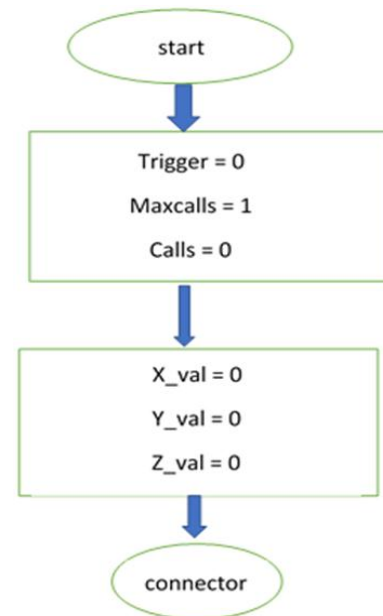 start
Trigger = 0
Maxcalls = 1
Calls = 0
X_val = 0
Y_val = 0
Z_val = 0
connector